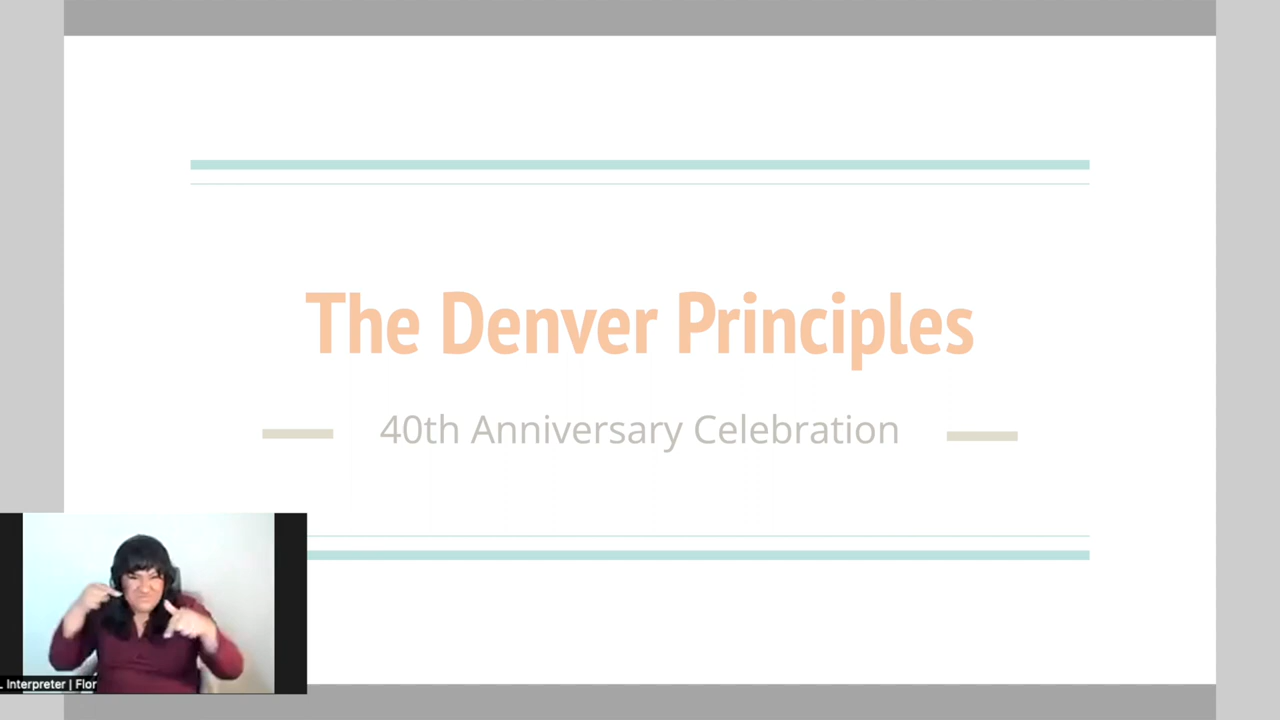 The Denver Principles
40th Anniversary Celebration
Interpreter | Flor